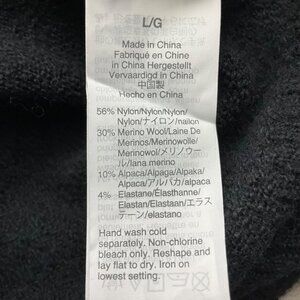 L/G
Made in China
Fabriqué en Chine
in China Hergestellt
Vervaardigd in China
中国製
Hecho en China
56% Nylon/Nylon/Nylon/
Nylon/ナイロン/nailon
30% Merino Wool/Laine De
Merinos/Merinowolle/
Merinowol/メリノウー
ル/lana merino
10% Alpaca/Alpaga/Alpaka/
Alpaca/アルパカ/alpaca
4% Elastane/Élasthanne/
Elastan/Elastaan/エラス
テーン/elastano
Hand wash cold
separately. Non-chlorine
bleach only. Reshape and
lay flat to dry. Iron on
lowest setting.